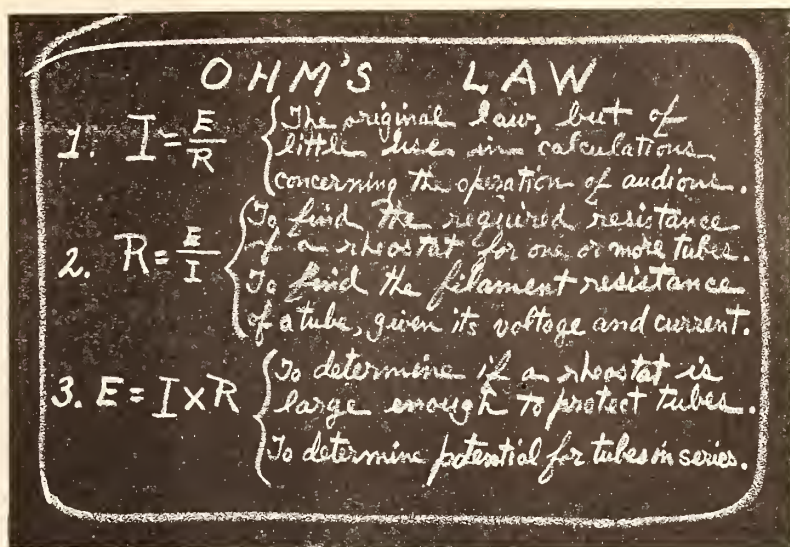 OHM'S LAW
1. I = E/R { The original law, but of
little use in calculations
concerning the operation of audions.
2. R = E/I { To find the required resistance
of a rheostat for one or more tubes.
To find the filament resistance
of a tube, given its voltage and current.
3. E = I X R { To determine if a rheostat is
large enough to protect tubes.
To determine potential for tubes in series.